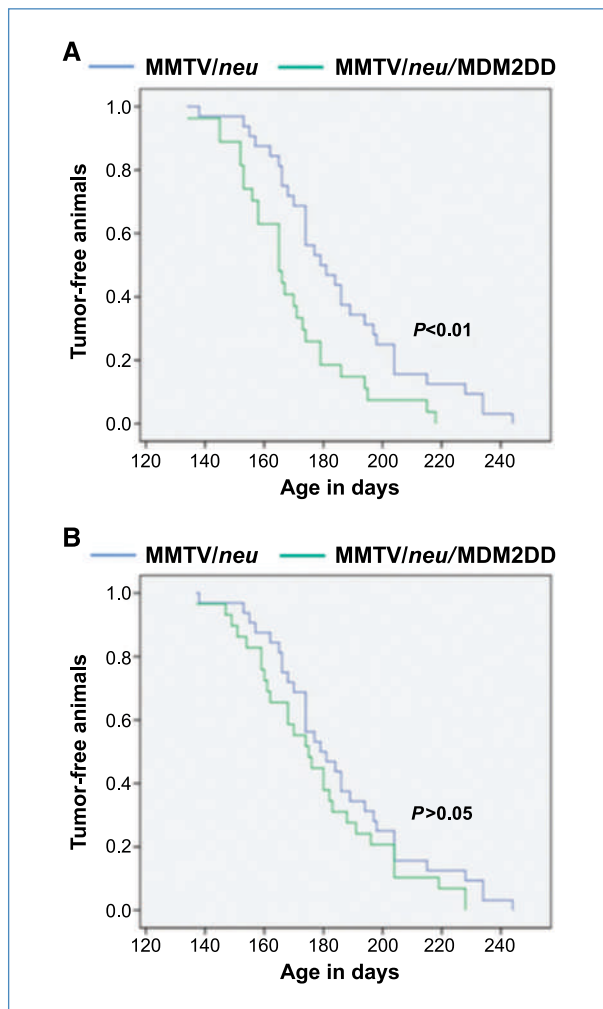 A
MMTV/neu MMTV/neu/MDM2DD
1.0
0.8
0.6
0.4
0.2
0.0
Tumor-free animals
P<0.01
120 140 160 180 200 220 240
Age in days
B
MMTV/neu MMTV/neu/MDM2DD
1.0
0.8
0.6
0.4
0.2
0.0
Tumor-free animals
P>0.05
120 140 160 180 200 220 240
Age in days